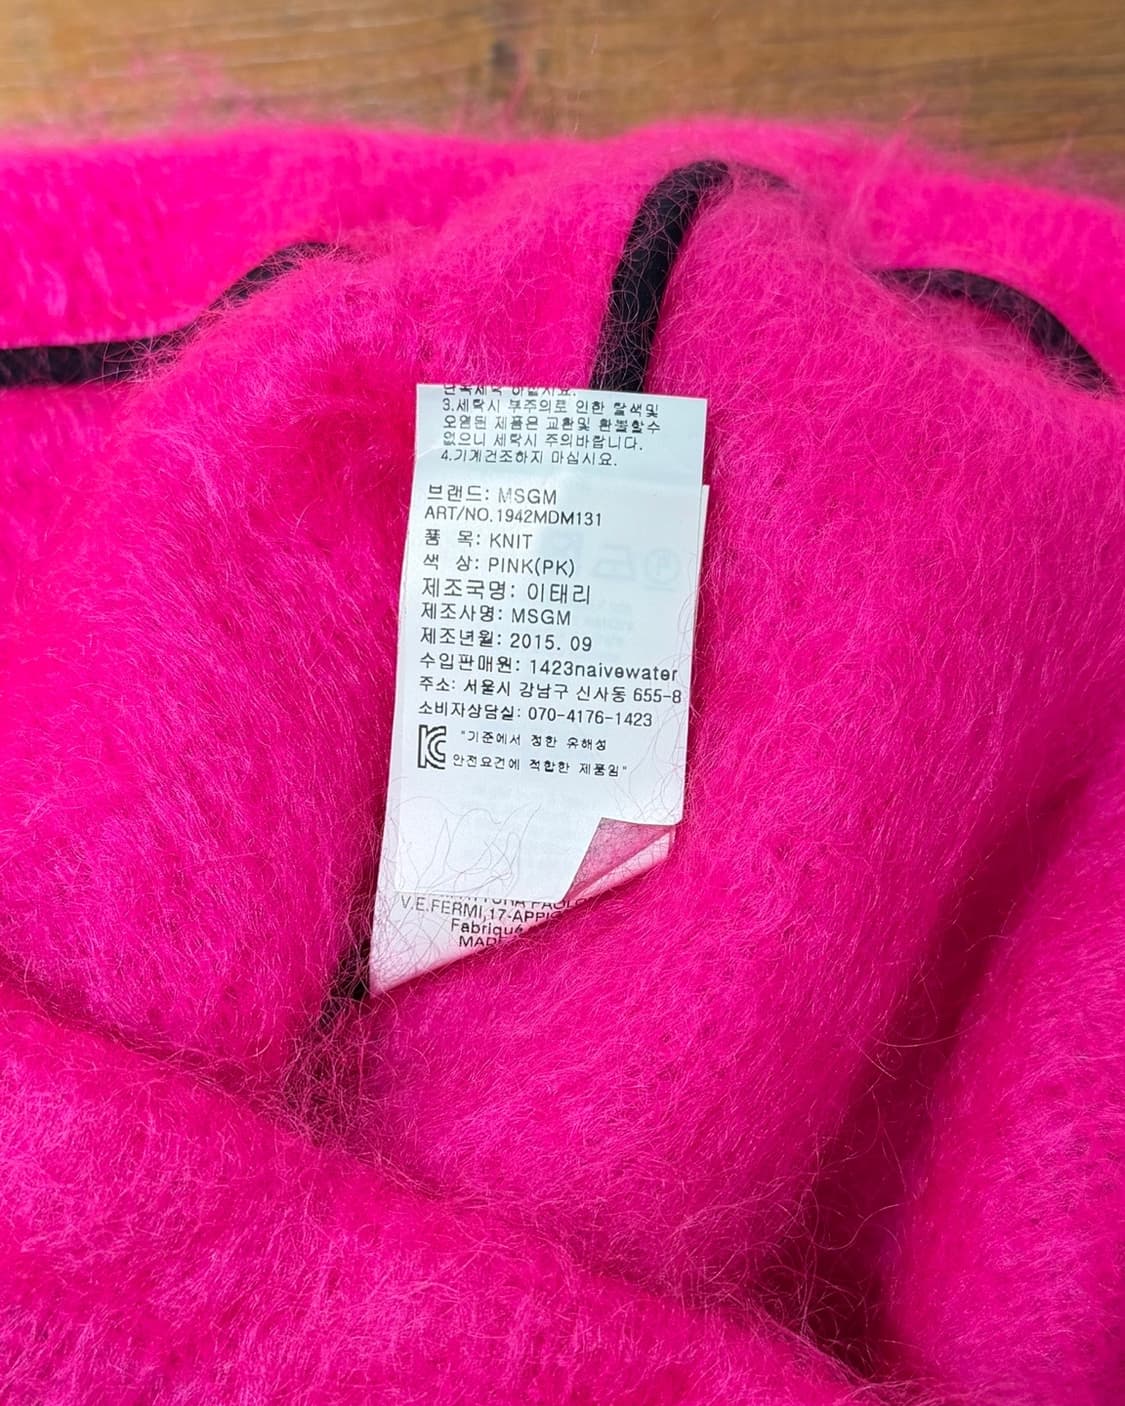 3.세탁시 부주의로 인한 탈색및
오염된 제품은 교환및 환불할수
없으니 세탁시 주의바랍니다.
4.기계건조하지 마십시요.
브랜드: MSGM
ART/NO.1942MDM131
품 목: KNIT
색 상: PINK(PK)
제조국명: 이태리
제조사명: MSGM
제조년월: 2015. 09
수입판매원: 1423naivewater
주소: 서울시 강남구 신사동 655-8
소비자상담실: 070-4176-1423
"기준에서 정한 유해성
안전요건에 적합한 제품임"
V.E.FERMI,17-